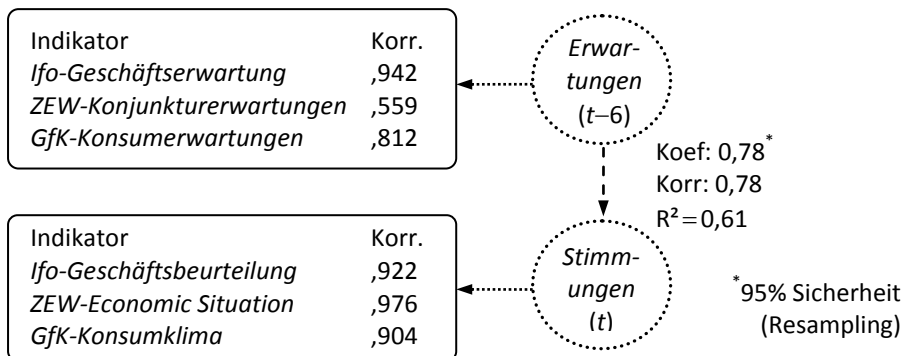 Indikator Korr.
Ifo-Geschäftserwartung ,942
ZEW-Konjunkturerwartungen ,559
GfK-Konsumerwartungen ,812
Erwar-
tungen
(t−6)
Koef: 0,78*
Korr: 0,78
R²=0,61
Indikator Korr.
Ifo-Geschäftsbeurteilung ,922
ZEW-Economic Situation ,976
GfK-Konsumklima ,904
Stimm-
ungen
(t)
*95% Sicherheit
(Resampling)